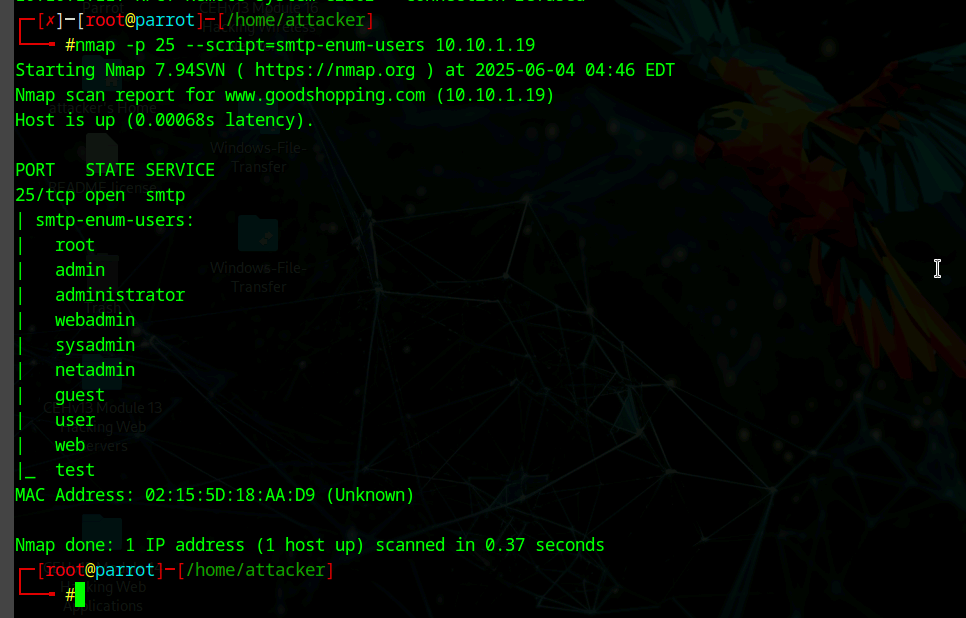 ┌─[✗]─[root@parrot]─[/home/attacker]
└──╼ #nmap -p 25 --script=smtp-enum-users 10.10.1.19
Starting Nmap 7.94SVN ( https://nmap.org ) at 2025-06-04 04:46 EDT
Nmap scan report for www.goodshopping.com (10.10.1.19)
Host is up (0.00068s latency).
Windows-File-
Transfer
PORT   STATE SERVICE
README.license
25/tcp open  smtp
| smtp-enum-users:
|   root
|   admin
Windows-File-
Transfer
|   administrator
|   webadmin
|   sysadmin
|   netadmin
|   guest
CEHv13 Module 13
|   user
Hacking Web
|   web
Servers
|_  test
MAC Address: 02:15:5D:18:AA:D9 (Unknown)
Nmap done: 1 IP address (1 host up) scanned in 0.37 seconds
┌─[root@parrot]─[/home/attacker]
└──╼ #
Hacking Web
Applications